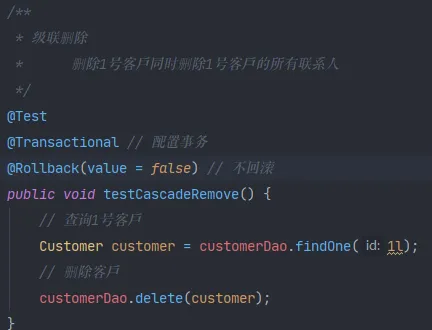 /**
 * 级联删除
 *      删除1号客户同时删除1号客户的所有联系人
 */
@Test
@Transactional // 配置事务
@Rollback(value = false) // 不回滚
public void testCascadeRemove() {
    // 查询1号客户
    Customer customer = customerDao.findOne( id: 1l);
    // 删除客户
    customerDao.delete(customer);
}